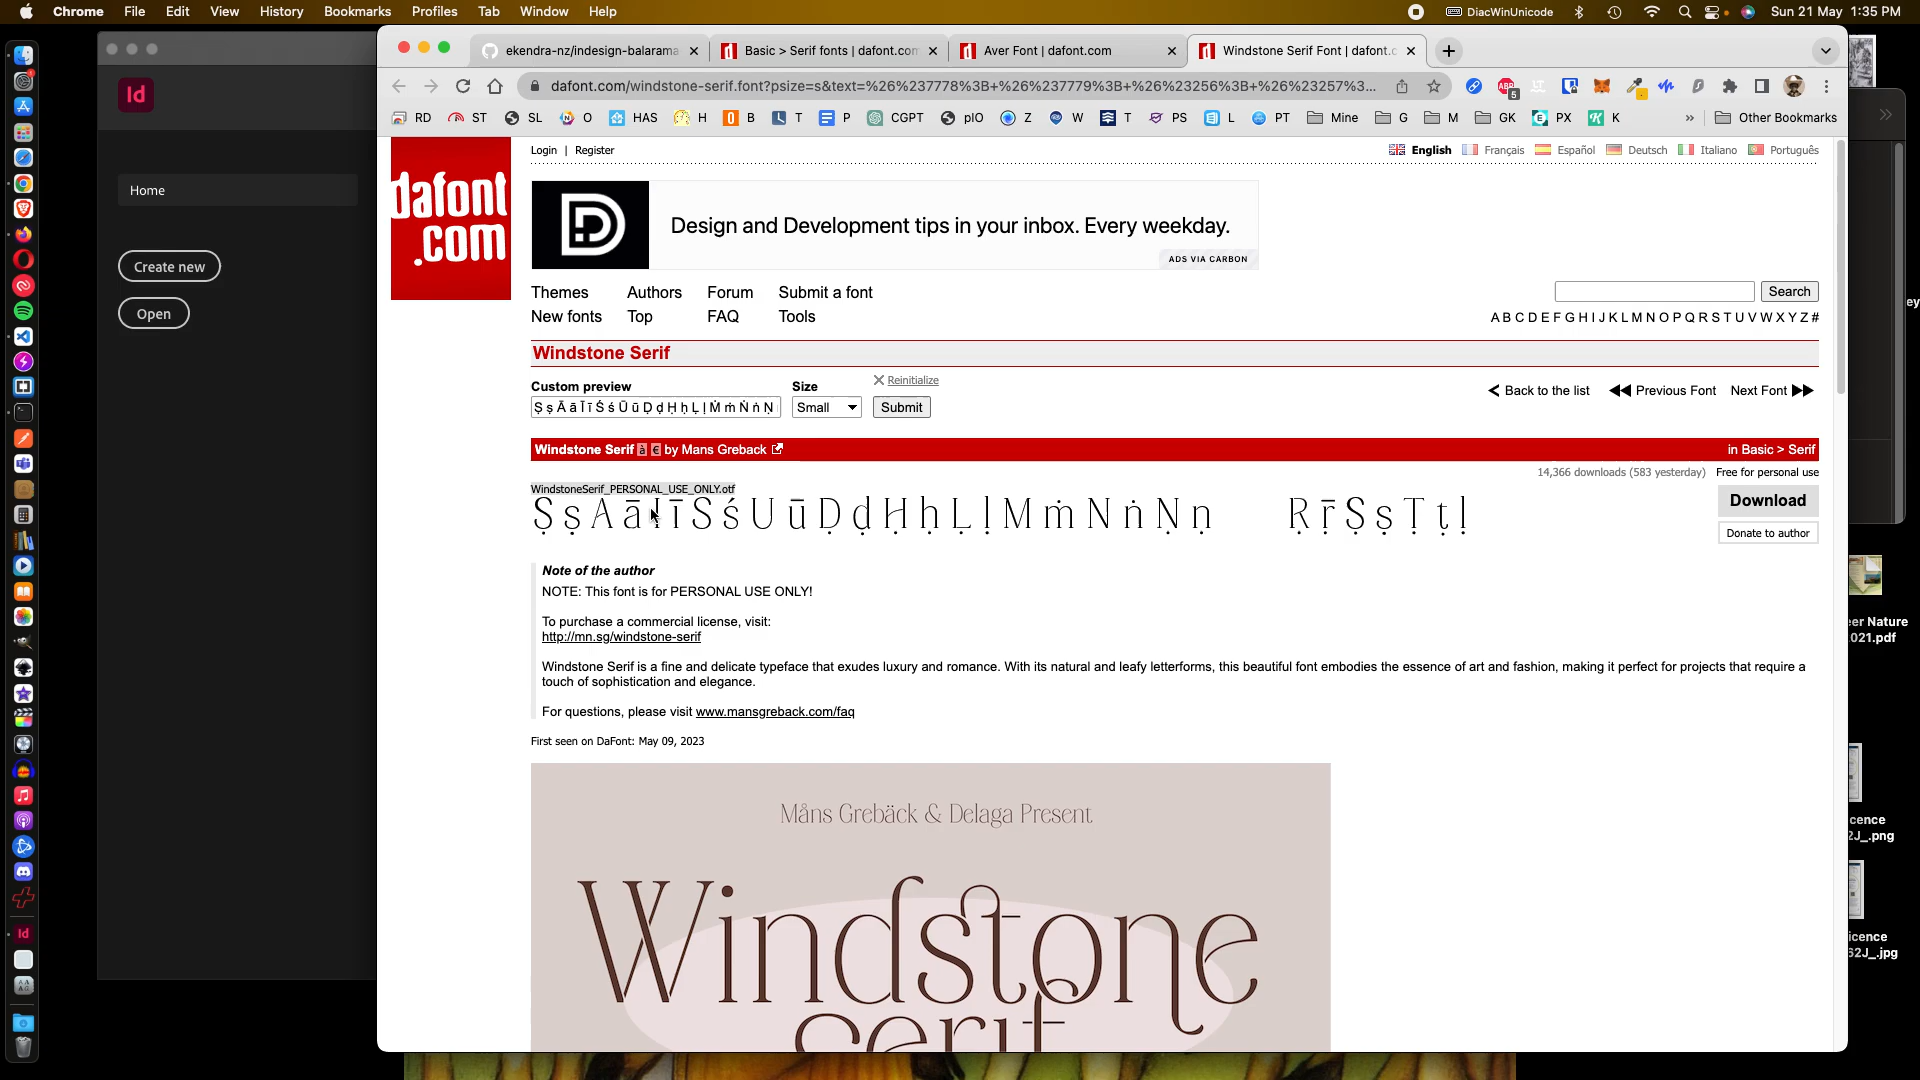 Chrome File Edit View History Bookmarks Profiles Tab Window Help
DiacWinUnicode Sun 21 May 1:35 PM
Id
Home
Create new
Open
ekendra-nz/indesign-balarama
Basic > Serif fonts | dafont.com
Aver Font | dafont.com
Windstone Serif Font | dafont.c
dafont.com/windstone-serif.font?psize=s&text=%26%237778%3B+%26%237779%3B+%26%23256%3B+%26%23257%3...
RD ST SL O HAS H B T P CGPT pIO Z W T PS L PT Mine G M GK PX K » Other Bookmarks
Login | Register
English Français Español Deutsch Italiano Português
dafont
.com
Design and Development tips in your inbox. Every weekday.
ADS VIA CARBON
Themes Authors Forum Submit a font
New fonts Top FAQ Tools
Search
A B C D E F G H I J K L M N O P Q R S T U V W X Y Z #
Windstone Serif
Custom preview Size Reinitialize
Ṣ ṣ Ā ā Ī ī Ś ś Ū ū Ḍ ḍ Ḥ ḥ Ḷ ḷ Ṁ ṁ Ṅ ṅ Ṇ
Small Submit
Back to the list Previous Font Next Font
Windstone Serif à € by Mans Greback
in Basic > Serif
14,366 downloads (583 yesterday) Free for personal use
WindstoneSerif_PERSONAL_USE_ONLY.otf
Download
Donate to author
Note of the author
NOTE: This font is for PERSONAL USE ONLY!
To purchase a commercial license, visit:
http://mn.sg/windstone-serif
Windstone Serif is a fine and delicate typeface that exudes luxury and romance. With its natural and leafy letterforms, this beautiful font embodies the essence of art and fashion, making it perfect for projects that require a
touch of sophistication and elegance.
For questions, please visit www.mansgreback.com/faq
First seen on DaFont: May 09, 2023
Måns Grebäck & Delaga Present
Windstone
serif
eer Nature
021.pdf
cence
2J_.png
icence
62J_.jpg